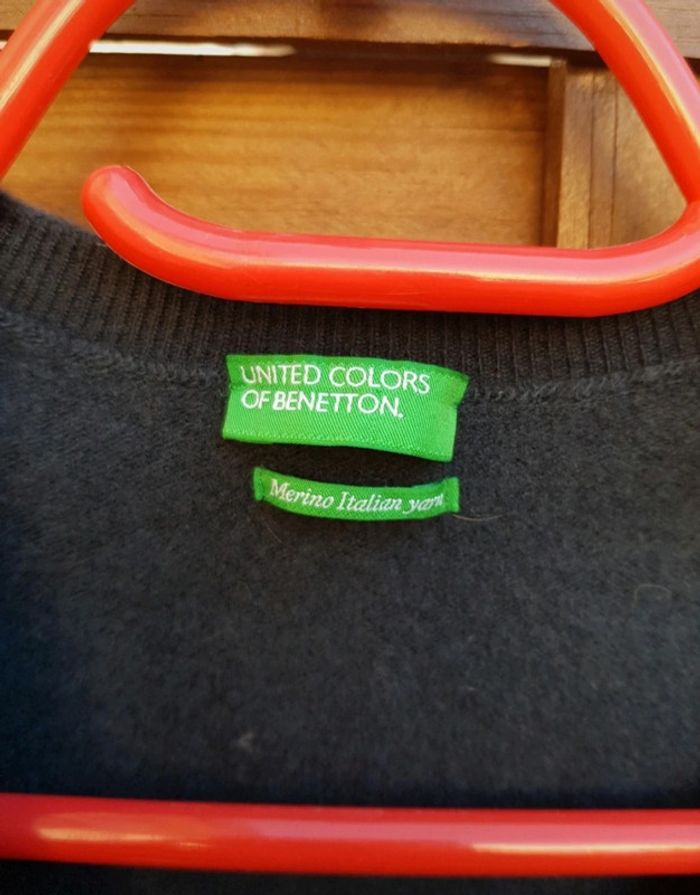 UNITED COLORS
OF BENETTON.
Merino Italian yarn